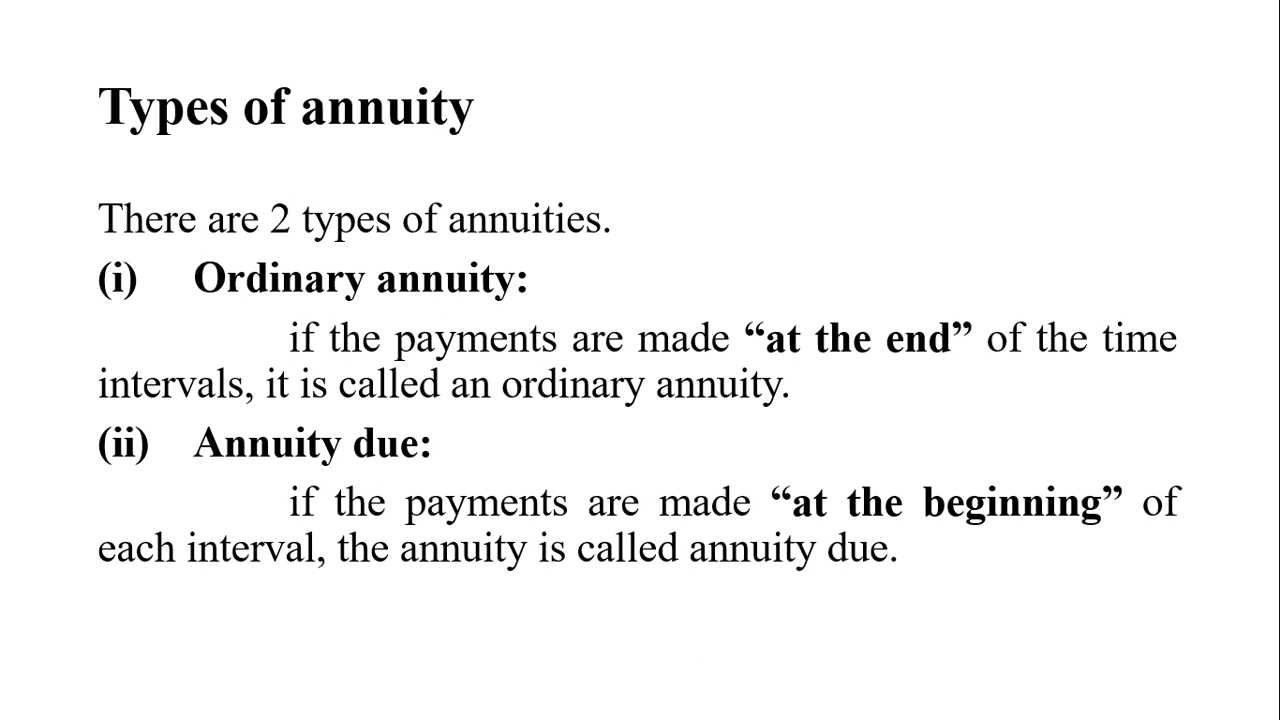 Types of annuity
There are 2 types of annuities.
(i) Ordinary annuity:
if the payments are made “at the end” of the time
intervals, it is called an ordinary annuity.
(ii) Annuity due:
if the payments are made “at the beginning” of
each interval, the annuity is called annuity due.